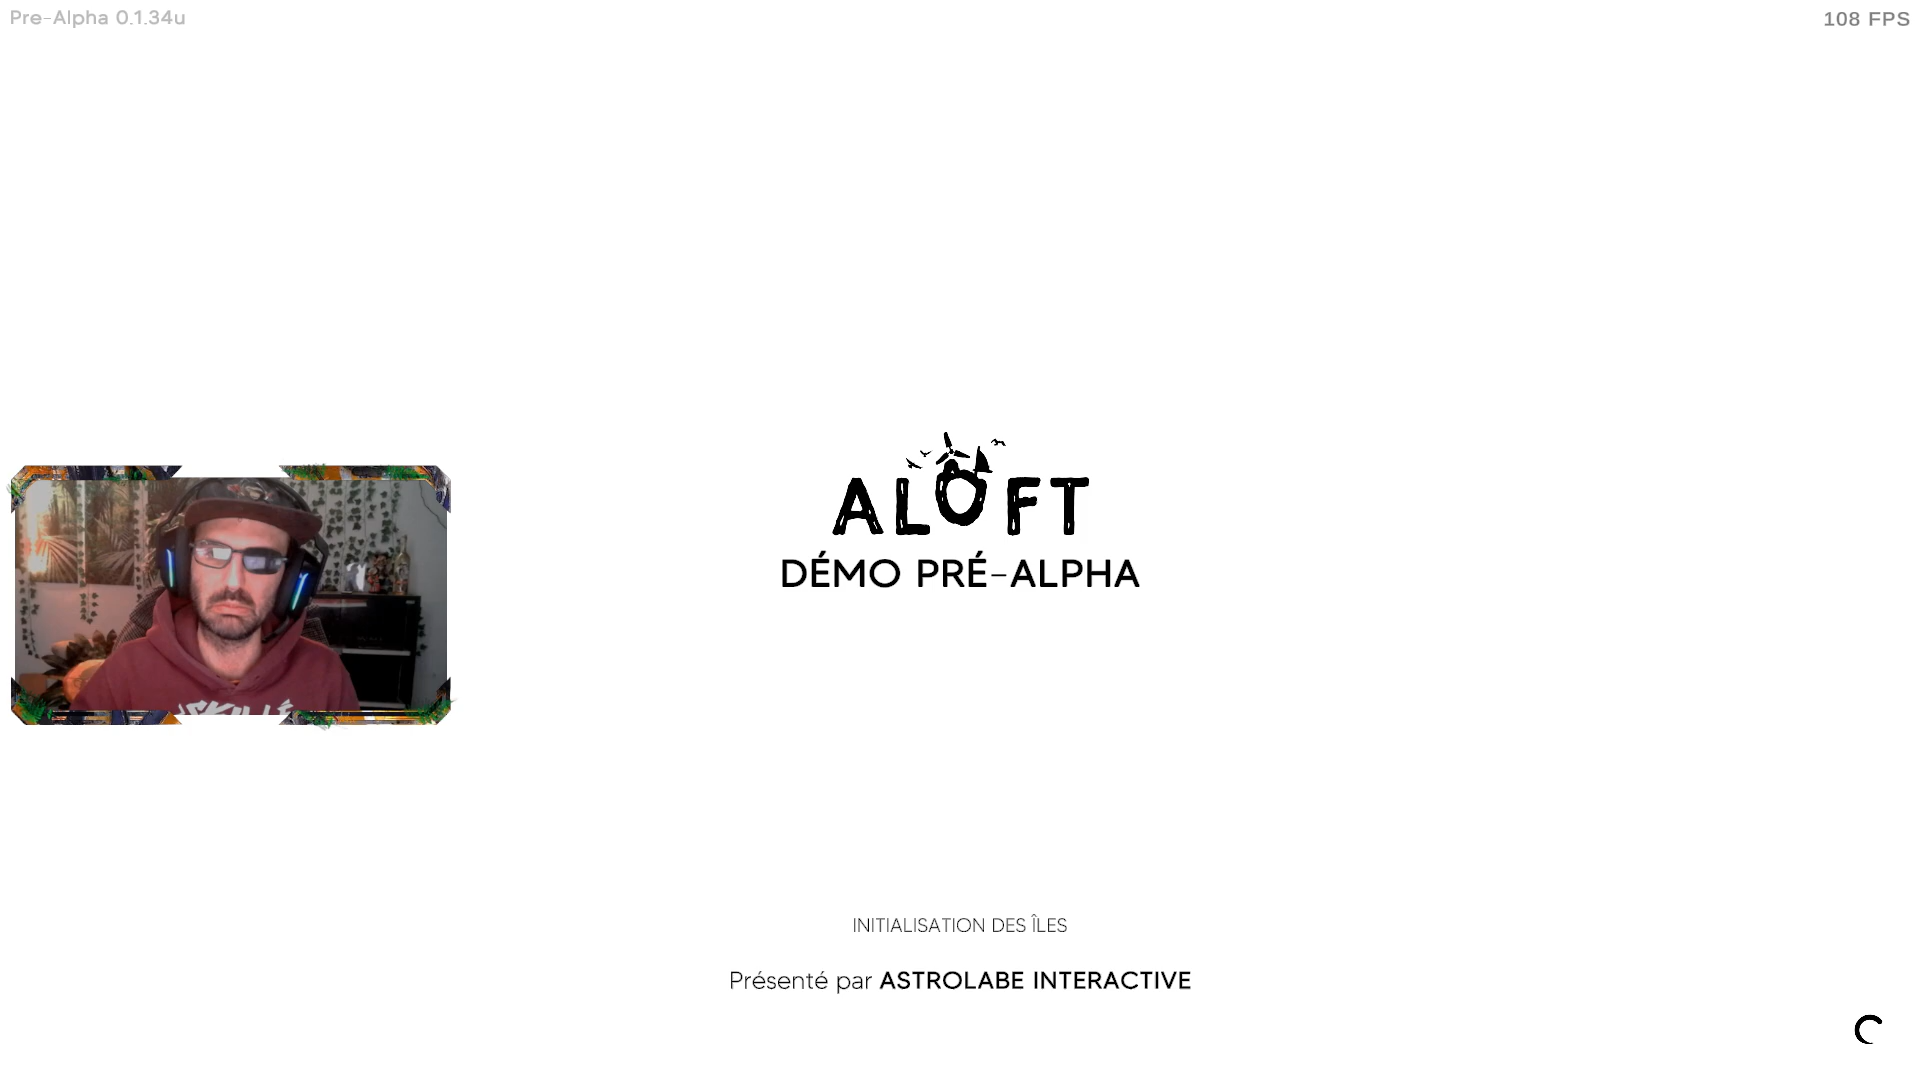 Pre-Alpha 0.1.34u
108 FPS
ALOFT
DÉMO PRÉ-ALPHA
INITIALISATION DES ÎLES
Présenté par ASTROLABE INTERACTIVE